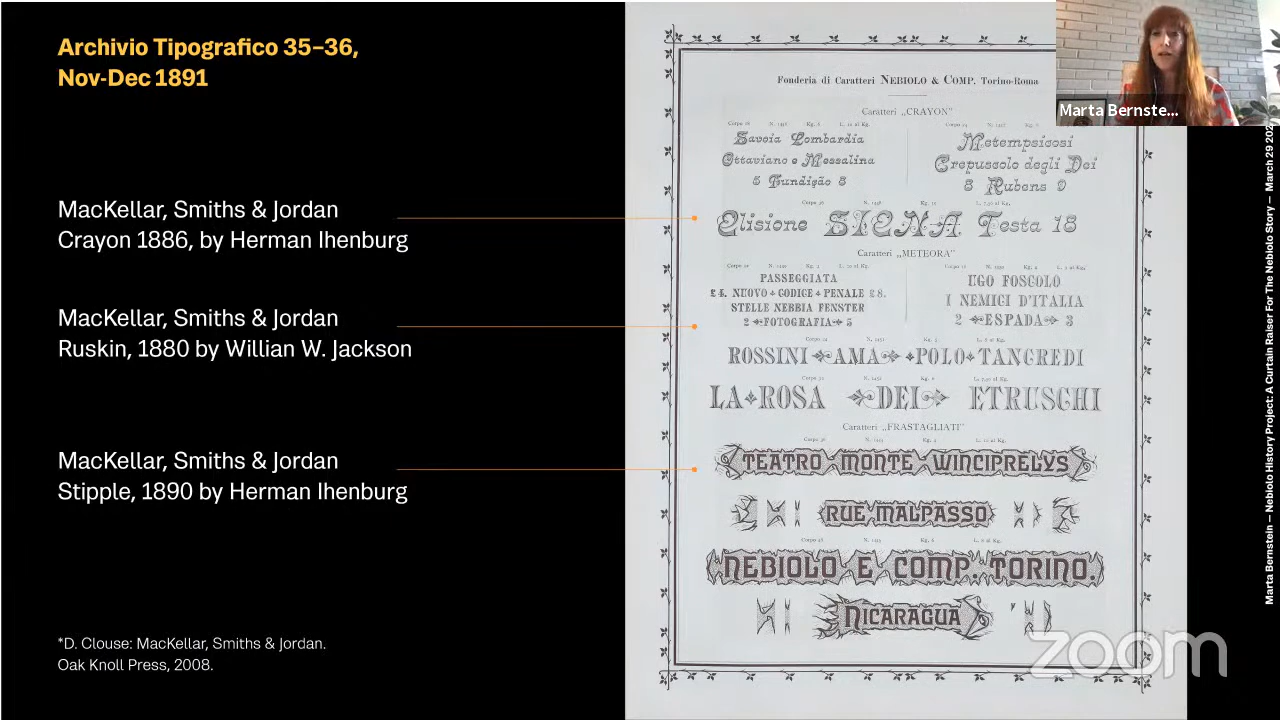 Archivio Tipografico 35–36,
Nov-Dec 1891
MacKellar, Smiths & Jordan
Crayon 1886, by Herman Ihenburg
MacKellar, Smiths & Jordan
Ruskin, 1880 by Willian W. Jackson
MacKellar, Smiths & Jordan
Stipple, 1890 by Herman Ihenburg
*D. Clouse: MacKellar, Smiths & Jordan.
Oak Knoll Press, 2008.
Fonderia di Caratteri NEBIOLO & COMP. Torino-Roma
Caratteri „CRAYON"
Savoia Lombardia
Ottaviano e Messalina
5 Fundição 8
Metempsicosi
Crepuscolo degli Dei
8 Rubens 9
Elisione SIENA Testa 18
Caratteri „METEORA"
PASSEGGIATA
£ 4. NUOVO CODICE PENALE £ 8.
STELLE NEBBIA FENSTER
2 FOTOGRAFIA 5
UGO FOSCOLO
I NEMICI D'ITALIA
2 ESPADA 3
ROSSINI AMA POLO TANCREDI
LA ROSA DEI ETRUSCHI
Caratteri „FRASTAGLIATI"
TEATRO MONTE WINCIPRELYS
RUE MALPASSO
NEBIOLO E COMP. TORINO.
NICARAGUA
Marta Bernste...
Marta Bernstein — Nebiolo History Project: A Curtain Raiser For The Nebiolo Story — March 29
zoom